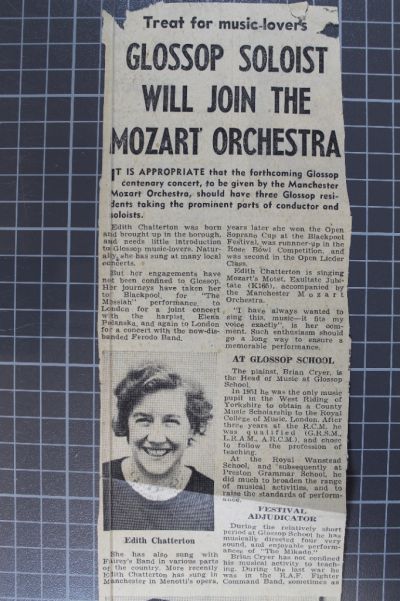 Treat for music-lovers
GLOSSOP SOLOIST
WILL JOIN THE
MOZART ORCHESTRA
IT IS APPROPRIATE that the forthcoming Glossop
centenary concert, to be given by the Manchester
Mozart Orchestra, should have three Glossop resi-
dents taking the prominent parts of conductor and
soloists.
Edith Chatterton was born
and brought up in the borough,
and needs little introduction
to Glossop music-lovers. Natur-
ally, she has sung at many local
concerts.
But her engagements have
not been confined to Glossop.
Her journeys have taken her
to Blackpool, for "The
Messiah" performance to
London for a joint concert
with the harpist, Elena
and again to London
for a concert with the now-dis-
banded Ferodo Band.
Edith Chatterton
She has also sung with
Fairey's Band in various parts
of the country. More recently
Edith Chatterton has sung in
Manchester in Menotti's opera,
years later she won the Open
Soprano Cup at the Blackpool
Festival, was runner-up in the
Rose Bowl Competition, and
was second in the Open Lieder
Class.
Edith Chatterton is singing
Mozart's Motet, Exultate Jubi-
late (K165), accompanied by
the Manchester Mozart
Orchestra.
"I have always wanted to
sing this music—it fits my
voice exactly", is her com-
ment. Such enthusiasm should
go a long way to ensure a
memorable performance.
AT GLOSSOP SCHOOL
The pianist, Brian Cryer, is
the Head of Music at Glossop
School.
In 1951 he was the only music
pupil in the West Riding of
Yorkshire to obtain a County
Music Scholarship to the Royal
College of Music, London. After
three years at the R.C.M. he
was qualified (G.R.S.M.,
L.R.A.M., A.R.C.M.) and chose
to follow the profession of
teaching.
At the Royal Wanstead
School, and subsequently at
Preston Grammar School, he
did much to broaden the range
of musical activities, and to
raise the standards of perform-
ance.
FESTIVAL
ADJUDICATOR
During the relatively short
period at Glossop School he has
musically directed four very
sound, and enjoyable perform-
ances, of "The Mikado."
Brian Cryer has not confined
his musical activity to teach-
ing. During the last war he
was in the R.A.F. Fighter
Command Band, sometimes as